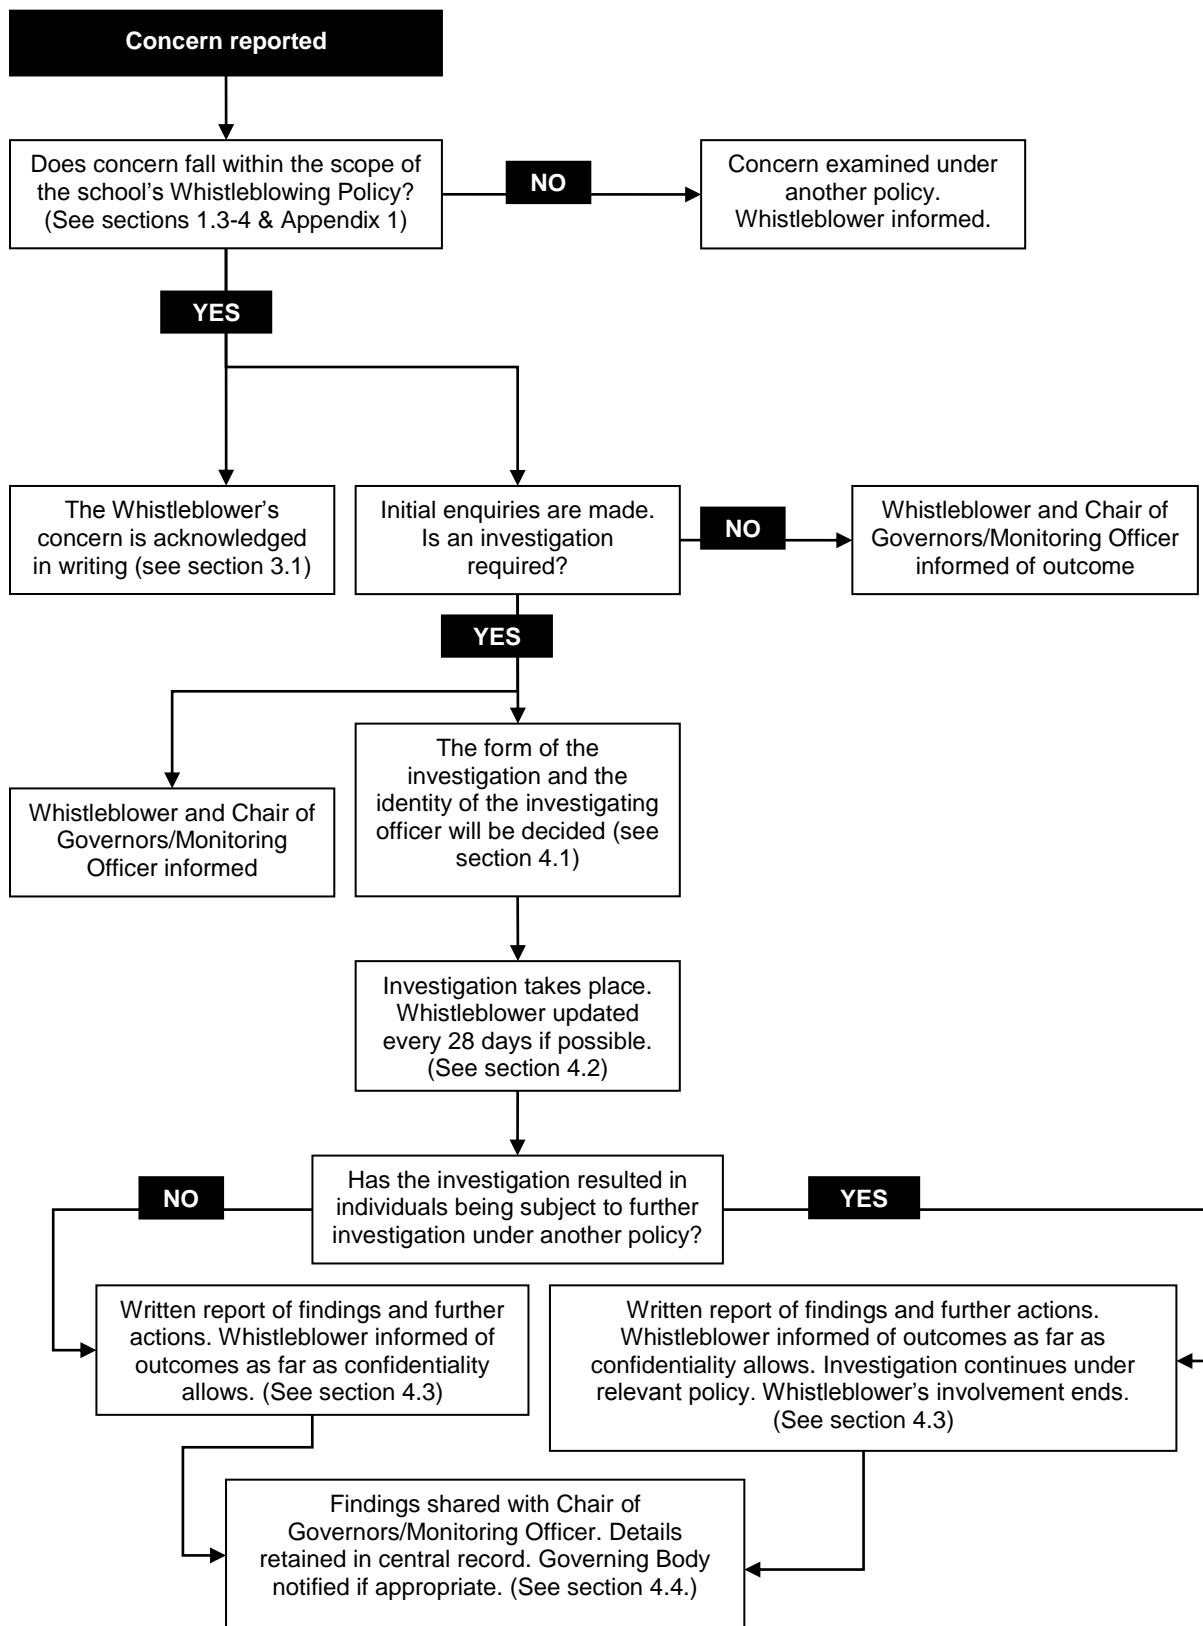 Concern reported
Does concern fall within the scope of
the school's Whistleblowing Policy?
(See sections 1.3-4 & Appendix 1)
NO
Concern examined under
another policy.
Whistleblower informed.
YES
The Whistleblower's
concern is acknowledged
in writing (see section 3.1)
Initial enquiries are made.
Is an investigation
required?
NO
Whistleblower and Chair of
Governors/Monitoring Officer
informed of outcome
YES
Whistleblower and Chair of
Governors/Monitoring
Officer informed
The form of the
investigation and the
identity of the investigating
officer will be decided (see
section 4.1)
Investigation takes place.
Whistleblower updated
every 28 days if possible.
(See section 4.2)
Has the investigation resulted in
individuals being subject to further
investigation under another policy?
NO
YES
Written report of findings and further
actions. Whistleblower informed of
outcomes as far as confidentiality
allows. (See section 4.3)
Written report of findings and further actions.
Whistleblower informed of outcomes as far as
confidentiality allows. Investigation continues under
relevant policy. Whistleblower's involvement ends.
(See section 4.3)
Findings shared with Chair of
Governors/Monitoring Officer. Details
retained in central record. Governing Body
notified if appropriate. (See section 4.4.)